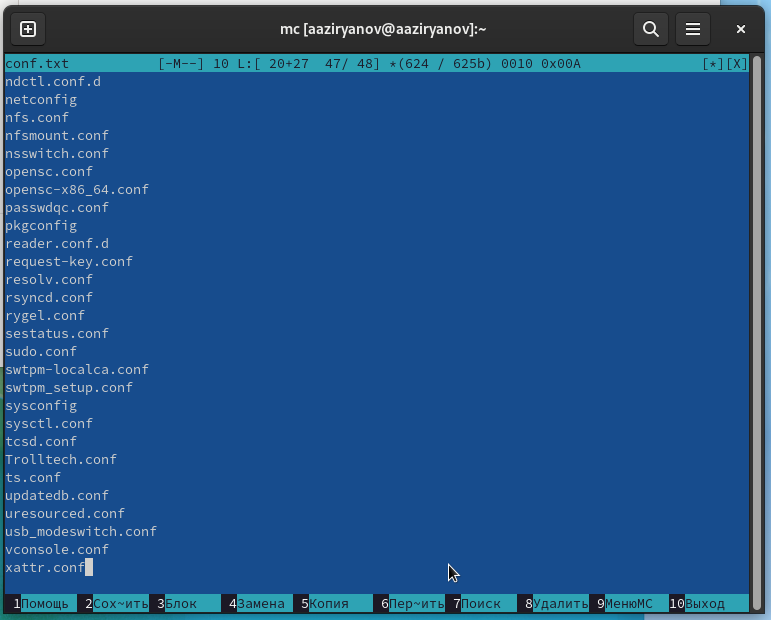 mc [aaziryanov@aaziryanov]:~
conf.txt [-M--] 10 L:[ 20+27 47/ 48] *(624 / 625b) 0010 0x00A [*][X]
ndctl.conf.d
netconfig
nfs.conf
nfsmount.conf
nsswitch.conf
opensc.conf
opensc-x86_64.conf
passwdqc.conf
pkgconfig
reader.conf.d
request-key.conf
resolv.conf
rsyncd.conf
rygel.conf
sestatus.conf
sudo.conf
swtpm-localca.conf
swtpm_setup.conf
sysconfig
sysctl.conf
tcsd.conf
Trolltech.conf
ts.conf
updatedb.conf
uresourced.conf
usb_modeswitch.conf
vconsole.conf
xattr.conf
1Помощь 2Сох~ить 3Блок 4Замена 5Копия 6Пер~ить 7Поиск 8Удалить 9МенюMC 10Выход